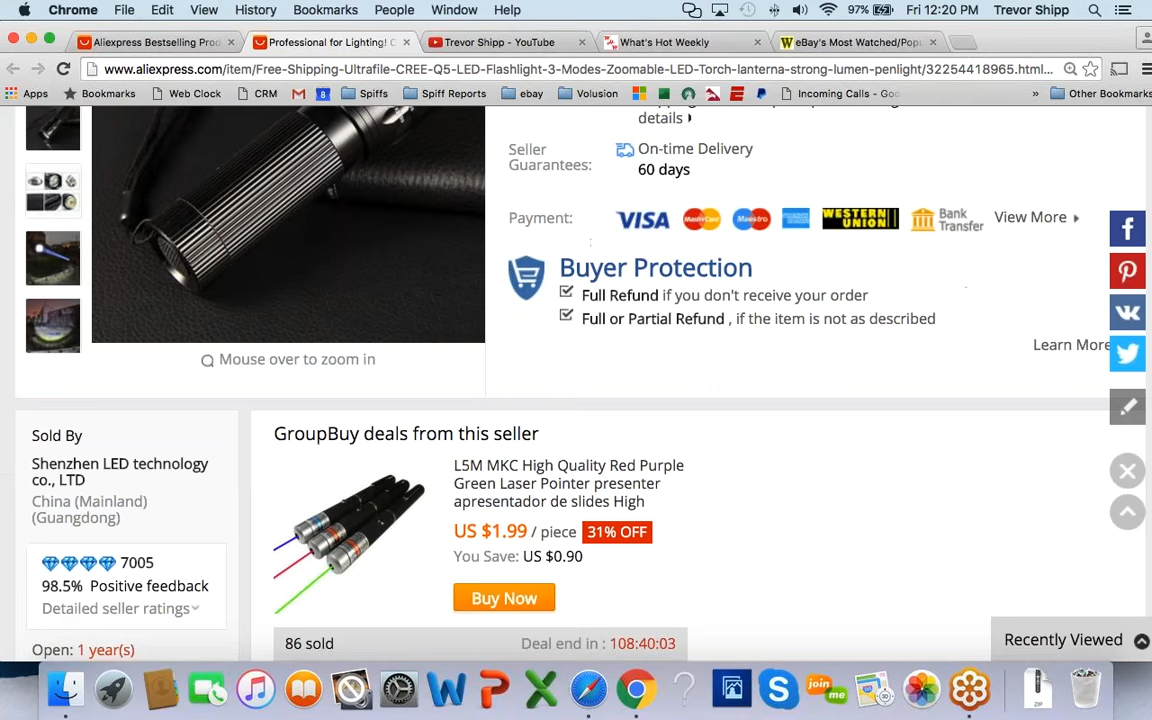 Chrome File Edit View History Bookmarks People Window Help 97% Fri 12:20 PM Trevor Shipp
Aliexpress Bestselling Prod
Professional for Lighting! C
Trevor Shipp - YouTube
What's Hot Weekly
eBay's Most Watched/Popu
www.aliexpress.com/item/Free-Shipping-Ultrafile-CREE-Q5-LED-Flashlight-3-Modes-Zoomable-LED-Torch-lanterna-strong-lumen-penlight/32254418965.html...
Apps Bookmarks Web Clock CRM 8 Spiffs Spiff Reports ebay Volusion Incoming Calls - Goo » Other Bookmarks
details
Seller
Guarantees:
On-time Delivery
60 days
Payment:
VISA MasterCard Maestro WESTERN UNION Bank Transfer View More
Buyer Protection
Full Refund if you don't receive your order
Full or Partial Refund , if the item is not as described
Learn More
Mouse over to zoom in
Sold By
Shenzhen LED technology
co., LTD
China (Mainland)
(Guangdong)
7005
98.5% Positive feedback
Detailed seller ratings
Open: 1 year(s)
GroupBuy deals from this seller
L5M MKC High Quality Red Purple
Green Laser Pointer presenter
apresentador de slides High
US $1.99 / piece 31% OFF
You Save: US $0.90
Buy Now
86 sold
Deal end in : 108:40:03
Recently Viewed
join
me
ZIP